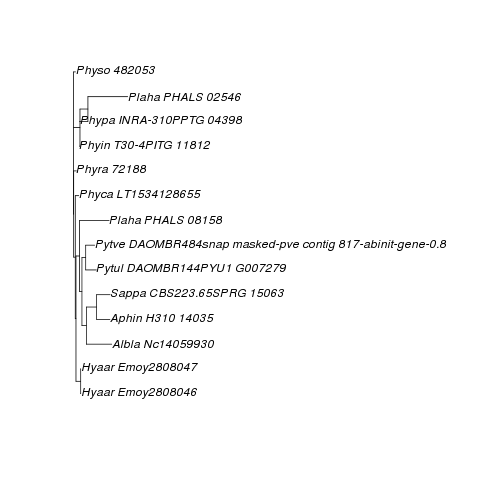 Physo 482053
Plaha PHALS 02546
Phypa INRA-310PPTG 04398
Phyin T30-4PITG 11812
Phyra 72188
Phyca LT1534128655
Plaha PHALS 08158
Pytve DAOMBR484snap masked-pve contig 817-abinit-gene-0.8
Pytul DAOMBR144PYU1 G007279
Sappa CBS223.65SPRG 15063
Aphin H310 14035
Albla Nc14059930
Hyaar Emoy2808047
Hyaar Emoy2808046